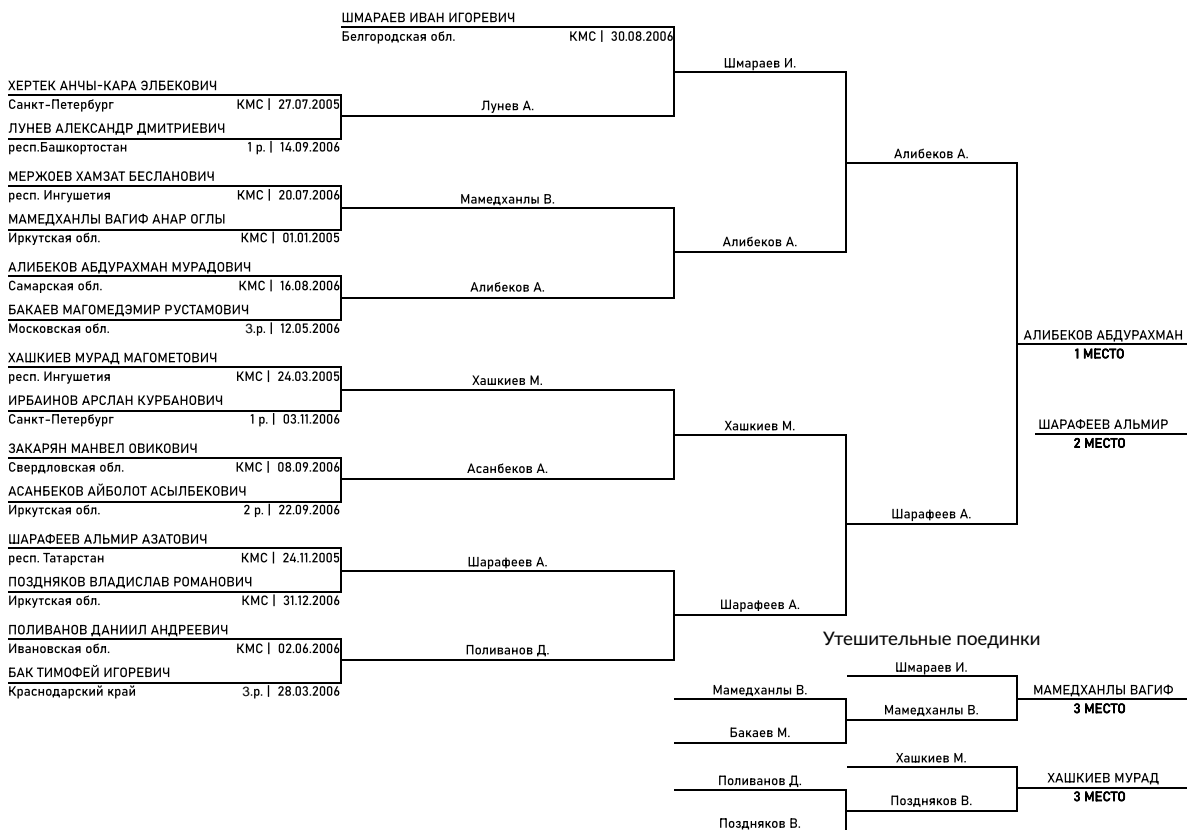 ШМАРАЕВ ИВАН ИГОРЕВИЧ
Белгородская обл. КМС | 30.08.2006
ХЕРТЕК АНЧЫ-КАРА ЭЛБЕКОВИЧ
Санкт-Петербург КМС | 27.07.2005
ЛУНЕВ АЛЕКСАНДР ДМИТРИЕВИЧ
респ.Башкортостан 1 р. | 14.09.2006
МЕРЖОЕВ ХАМЗАТ БЕСЛАНОВИЧ
респ. Ингушетия КМС | 20.07.2006
МАМЕДХАНЛЫ ВАГИФ АНАР ОГЛЫ
Иркутская обл. КМС | 01.01.2005
АЛИБЕКОВ АБДУРАХМАН МУРАДОВИЧ
Самарская обл. КМС | 16.08.2006
БАКАЕВ МАГОМЕДЭМИР РУСТАМОВИЧ
Московская обл. 3.р. | 12.05.2006
ХАШКИЕВ МУРАД МАГОМЕТОВИЧ
респ. Ингушетия КМС | 24.03.2005
ИРБАИНОВ АРСЛАН КУРБАНОВИЧ
Санкт-Петербург 1 р. | 03.11.2006
ЗАКАРЯН МАНВЕЛ ОВИКОВИЧ
Свердловская обл. КМС | 08.09.2006
АСАНБЕКОВ АЙБОЛОТ АСЫЛБЕКОВИЧ
Иркутская обл. 2 р. | 22.09.2006
ШАРАФЕЕВ АЛЬМИР АЗАТОВИЧ
респ. Татарстан КМС | 24.11.2005
ПОЗДНЯКОВ ВЛАДИСЛАВ РОМАНОВИЧ
Иркутская обл. КМС | 31.12.2006
ПОЛИВАНОВ ДАНИИЛ АНДРЕЕВИЧ
Ивановская обл. КМС | 02.06.2006
БАК ТИМОФЕЙ ИГОРЕВИЧ
Краснодарский край 3.р. | 28.03.2006
Лунев А.
Мамедханлы В.
Алибеков А.
Хашкиев М.
Асанбеков А.
Шарафеев А.
Поливанов Д.
Шмараев И.
Алибеков А.
Хашкиев М.
Шарафеев А.
Алибеков А.
Шарафеев А.
АЛИБЕКОВ АБДУРАХМАН
1 МЕСТО
ШАРАФЕЕВ АЛЬМИР
2 МЕСТО
Утешительные поединки
Мамедханлы В.
Бакаев М.
Шмараев И.
Мамедханлы В.
МАМЕДХАНЛЫ ВАГИФ
3 МЕСТО
Поливанов Д.
Поздняков В.
Хашкиев М.
Поздняков В.
ХАШКИЕВ МУРАД
3 МЕСТО